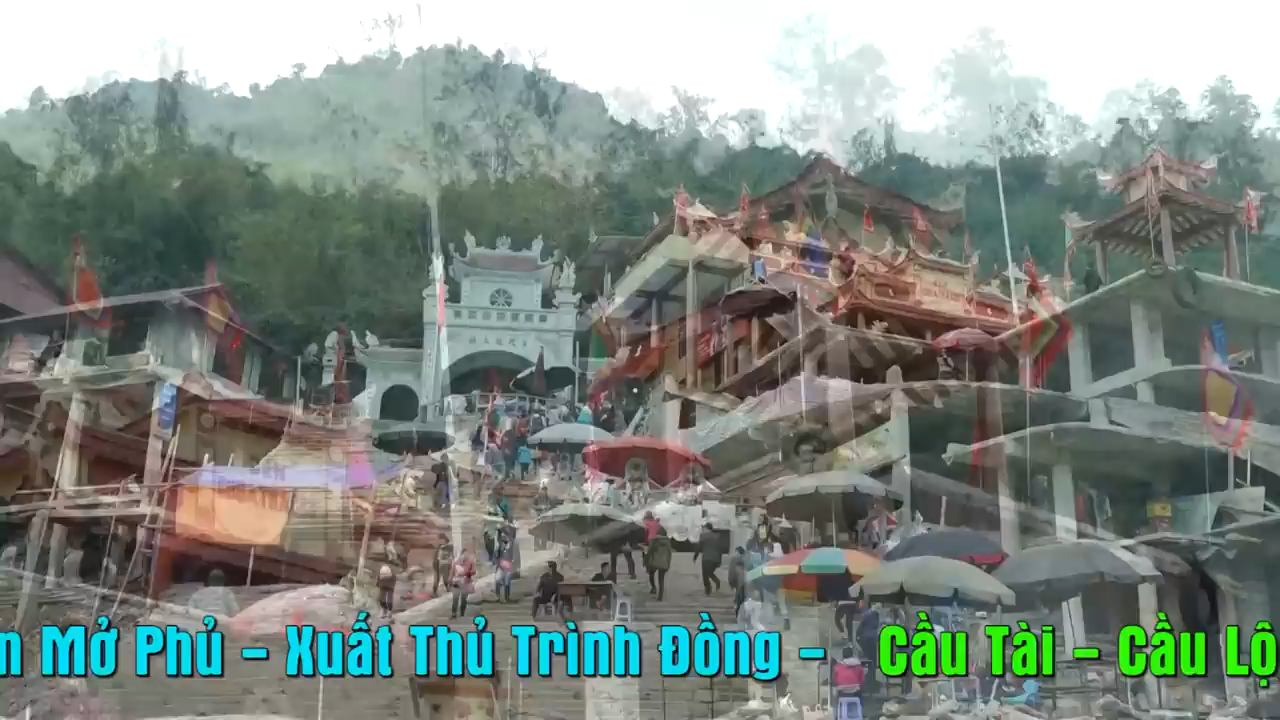 n Mở Phủ - Xuất Thủ Trình Đồng - Cầu Tài - Cầu Lộ